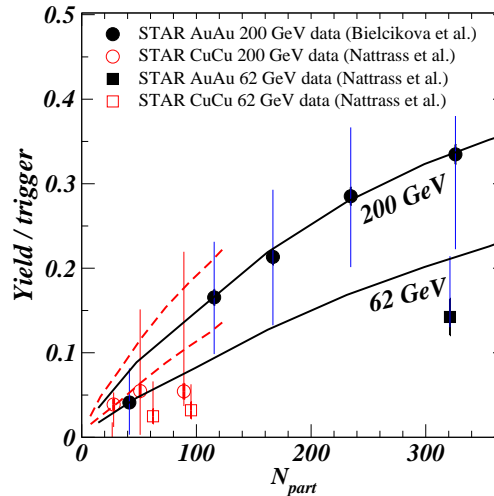 STAR AuAu 200 GeV data (Bielcikova et al.)
STAR CuCu 200 GeV data (Nattrass et al.)
STAR AuAu 62 GeV data (Nattrass et al.)
STAR CuCu 62 GeV data (Nattrass et al.)
0.5
0.4
0.3
0.2
0.1
0
Yield / trigger
200 GeV
62 GeV
0 100 200 300
N_part